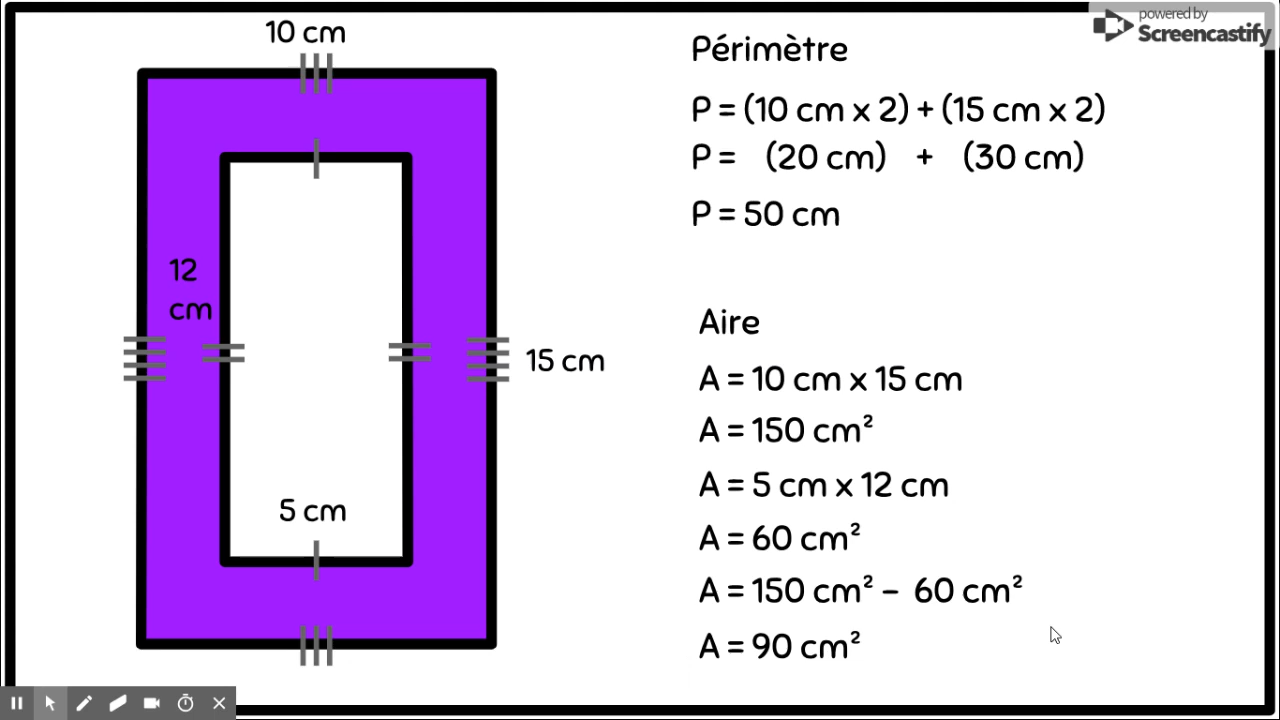 10 cm
12
cm
15 cm
5 cm
Périmètre
P = (10 cm x 2) + (15 cm x 2)
P = (20 cm) + (30 cm)
P = 50 cm
Aire
A = 10 cm x 15 cm
A = 150 cm²
A = 5 cm x 12 cm
A = 60 cm²
A = 150 cm² - 60 cm²
A = 90 cm²
powered by
Screencastify